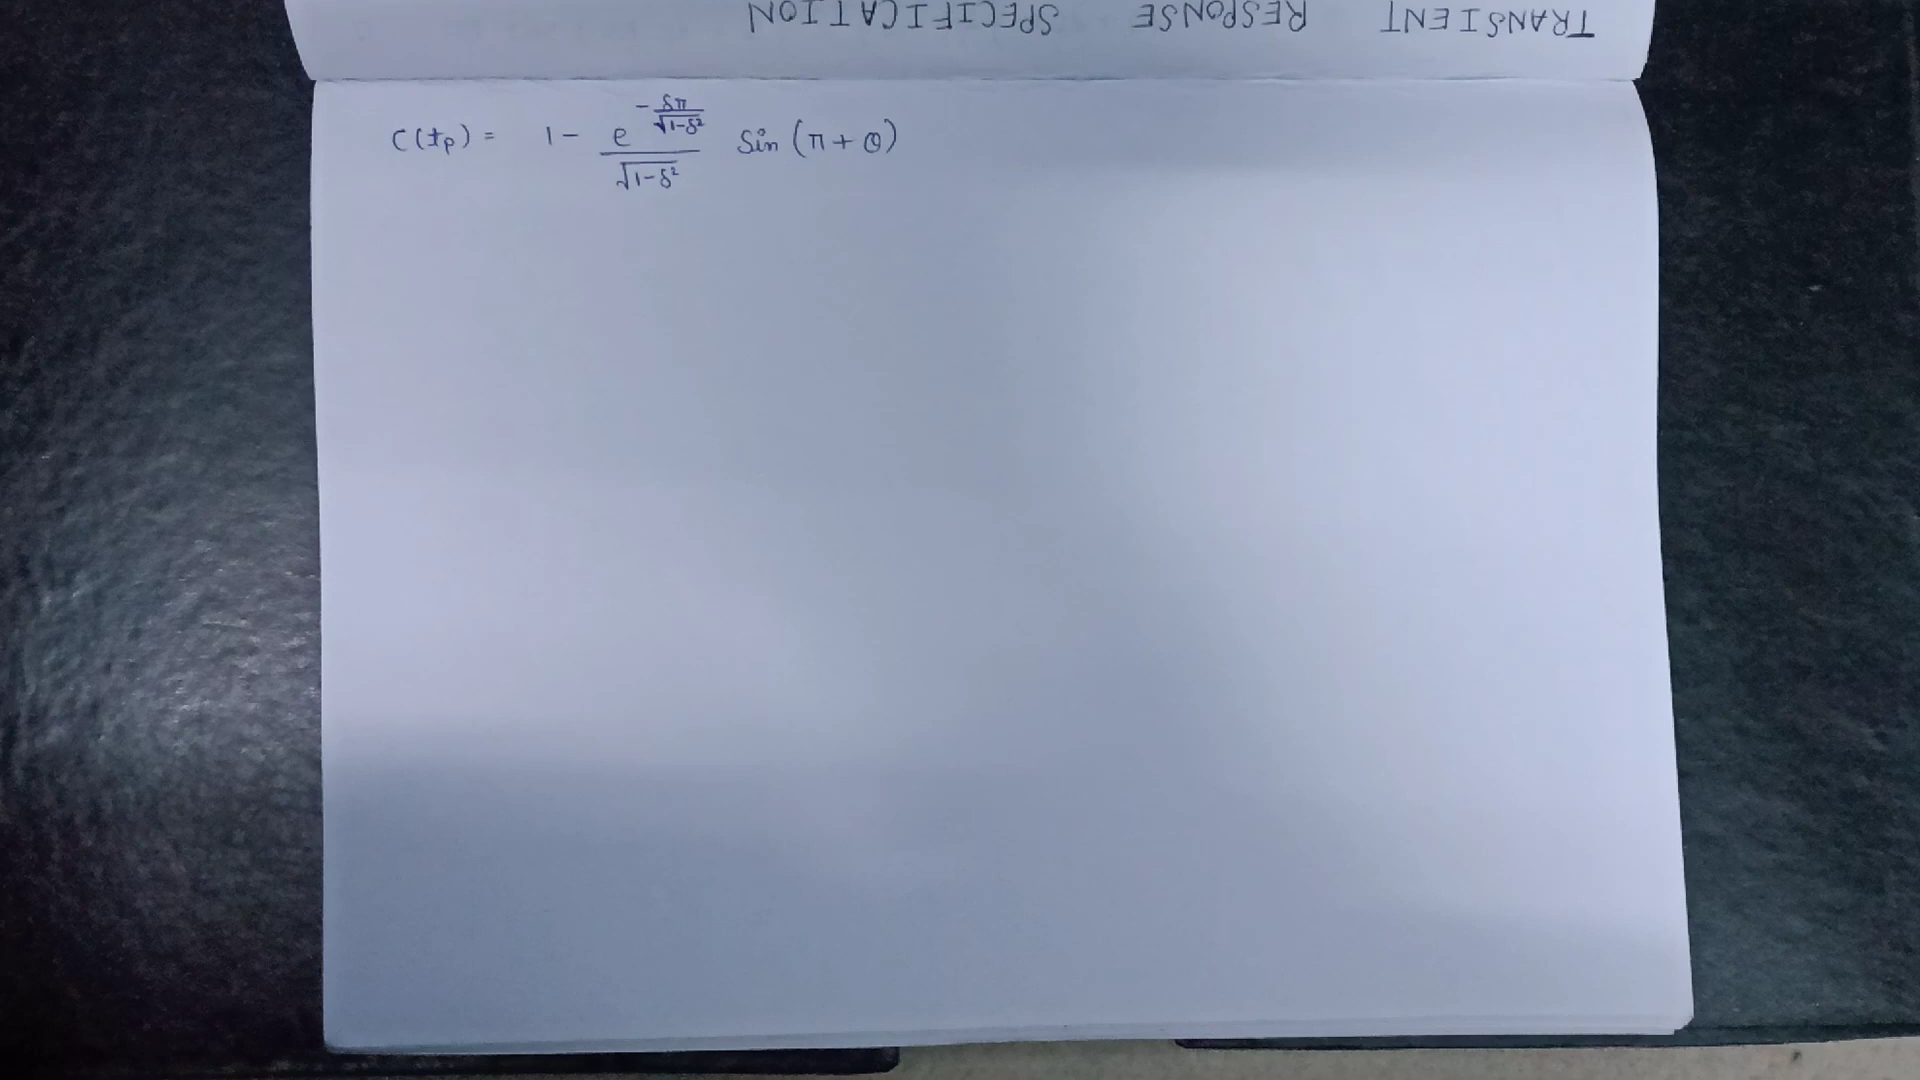 TRANSIENT RESPONSE SPECIFICATION
C(tp) = 1 - e^(-δπ/√(1-δ²)) / √(1-δ²) Sin (π + θ)